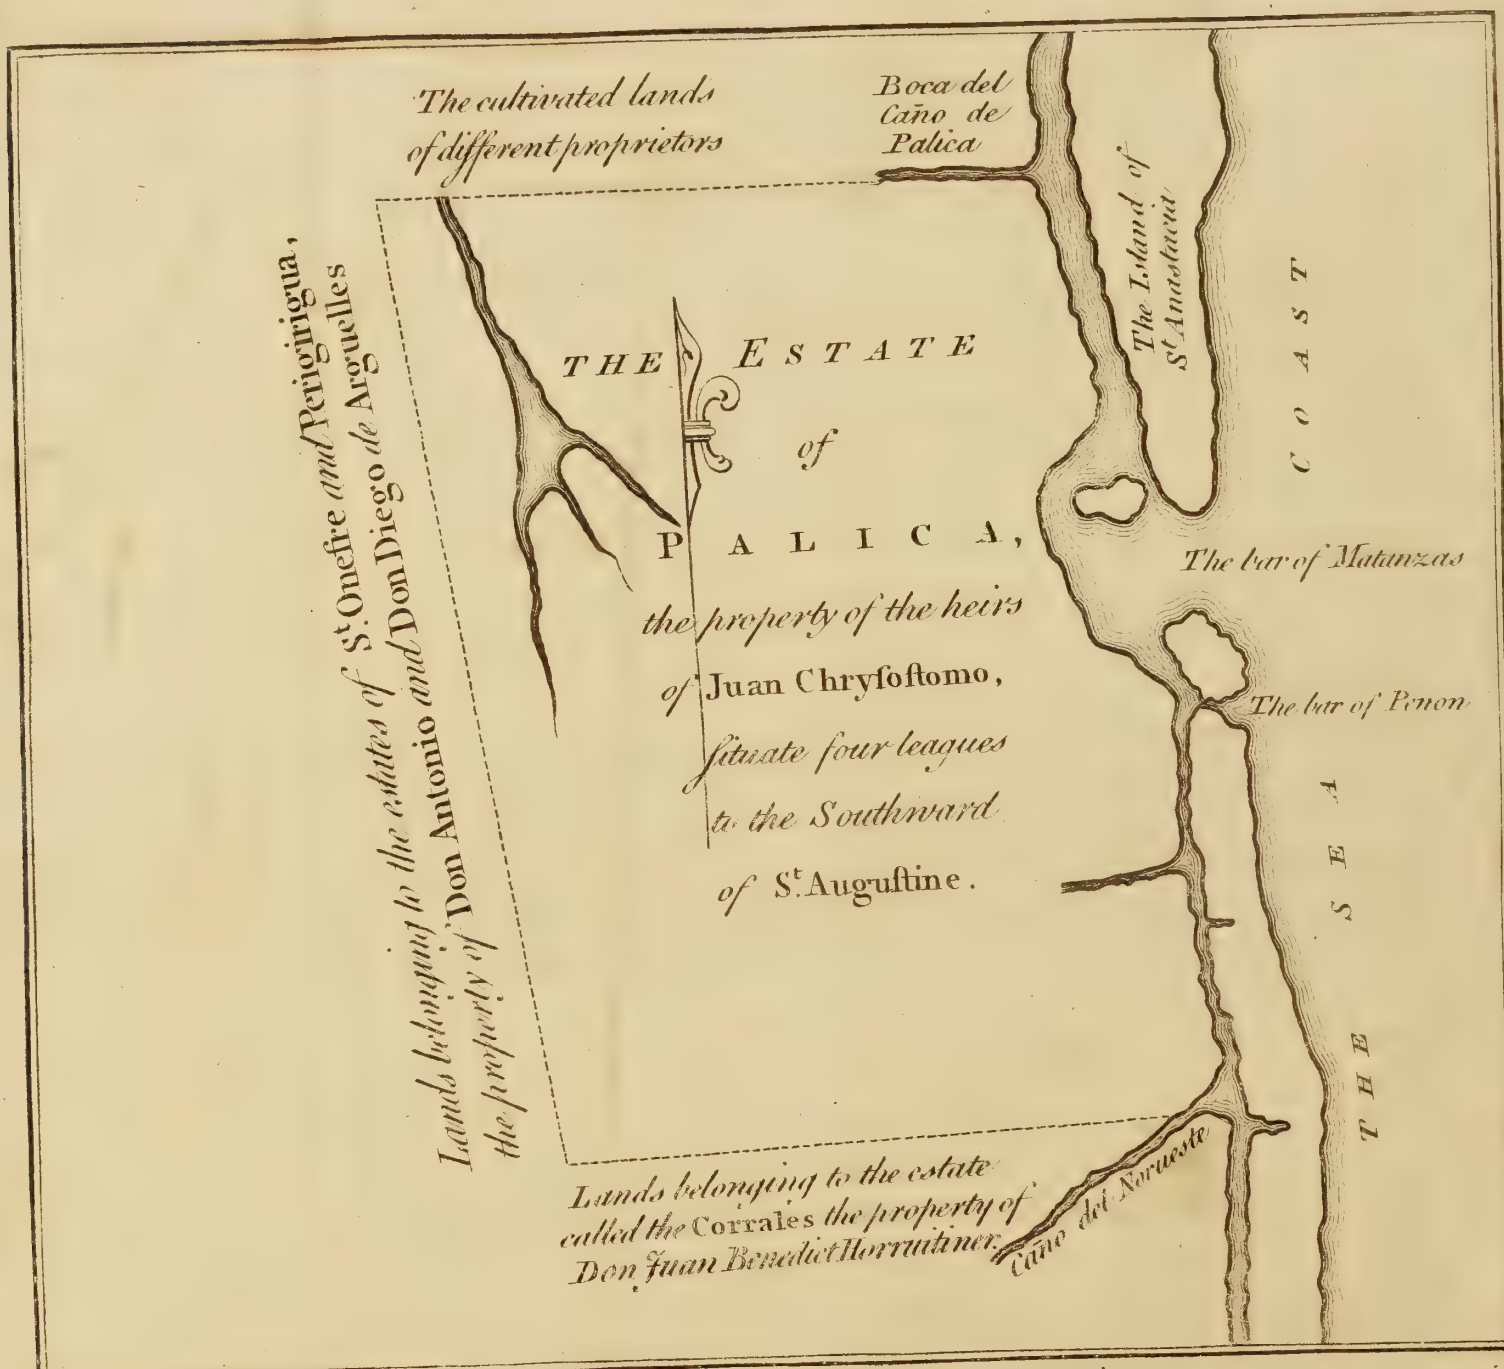 The cultivated lands
of different proprietors
Boca del
Caño de
Palica
The Island of
St Anastacia
THE ESTATE
of
PALICA,
the property of the heirs
of Juan Chryſoſtomo,
ſituate four leagues
to the Southward
of St. Auguſtine.
Lands belonging to the estates of St. Onefre and Perigirigua,
the property of Don Antonio and Don Diego de Arguelles
The bar of Matanzas
The bar of Penon
THE SEA COAST
Lands belonging to the estate
called the Corrales the property of
Don Juan Benedict Horruitiner.
Caño del Norueste